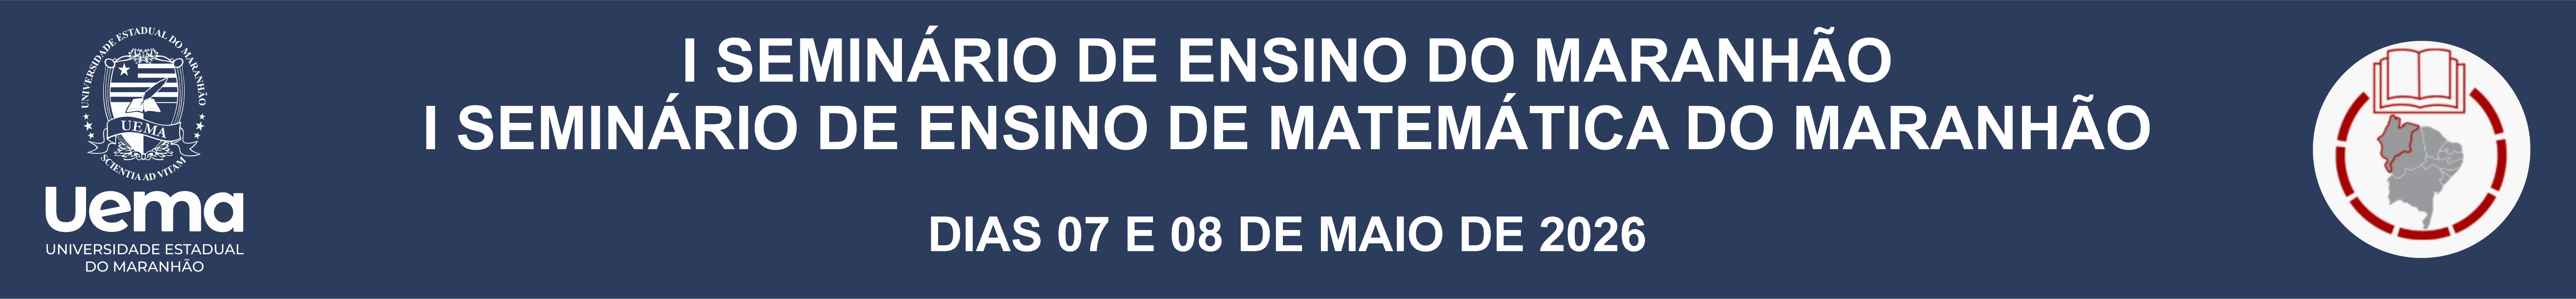 UNIVERSIDADE ESTADUAL DO MARANHÃO
UEMA
SCIENTIA AD VITAM
Uema
UNIVERSIDADE ESTADUAL
DO MARANHÃO
I SEMINÁRIO DE ENSINO DO MARANHÃO
I SEMINÁRIO DE ENSINO DE MATEMÁTICA DO MARANHÃO
DIAS 07 E 08 DE MAIO DE 2026